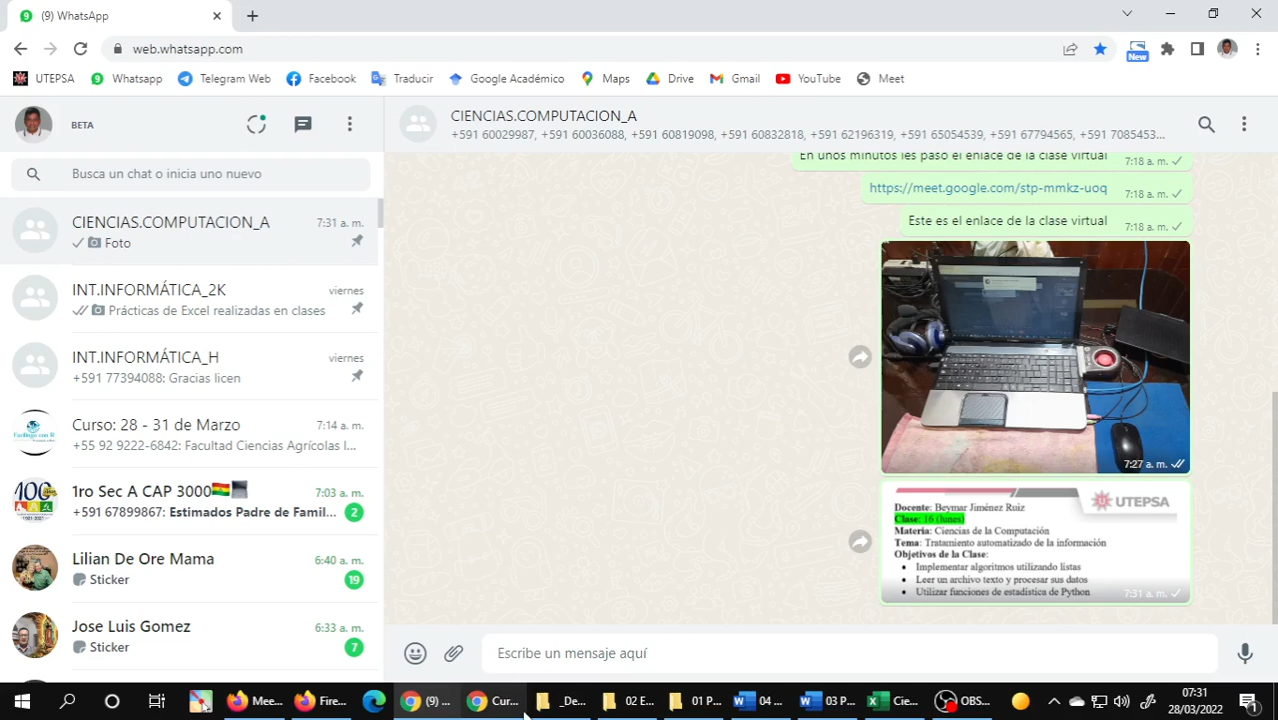 (9) WhatsApp
web.whatsapp.com
New
UTEPSA
Whatsapp
Telegram Web
Facebook
Traducir
Google Académico
Maps
Drive
Gmail
YouTube
Meet
BETA
Busca un chat o inicia uno nuevo
CIENCIAS.COMPUTACION_A
7:31 a. m.
Foto
INT.INFORMÁTICA_2K
viernes
Prácticas de Excel realizadas en clases
INT.INFORMÁTICA_H
viernes
+591 77394088: Gracias licen
Curso: 28 - 31 de Marzo
7:14 a. m.
+55 92 9222-6842: Facultad Ciencias Agrícolas l...
1ro Sec A CAP 3000
7:03 a. m.
+591 67899867: Estimados Padre de Famil...
2
Lilian De Ore Mama
6:40 a. m.
Sticker
19
Jose Luis Gomez
6:33 a. m.
Sticker
7
CIENCIAS.COMPUTACION_A
+591 60029987, +591 60036088, +591 60819098, +591 60832818, +591 62196319, +591 65054539, +591 67794565, +591 7085453...
En unos minutos les paso el enlace de la clase virtual
7:18 a. m.
https://meet.google.com/stp-mmkz-uoq
7:18 a. m.
Este es el enlace de la clase virtual
7:18 a. m.
7:27 a. m.
UTEPSA
Docente: Beymar Jiménez Ruiz
Clase: 16 (lunes)
Materia: Ciencias de la Computación
Tema: Tratamiento automatizado de la información
Objetivos de la Clase:
• Implementar algoritmos utilizando listas
• Leer un archivo texto y procesar sus datos
• Utilizar funciones de estadística de Python
7:31 a. m.
Escribe un mensaje aquí
Mee...
Fire...
(9) ...
Cur...
_De...
02 E...
01 P...
04 ...
03 P...
Cie...
OBS...
07:31
28/03/2022
1